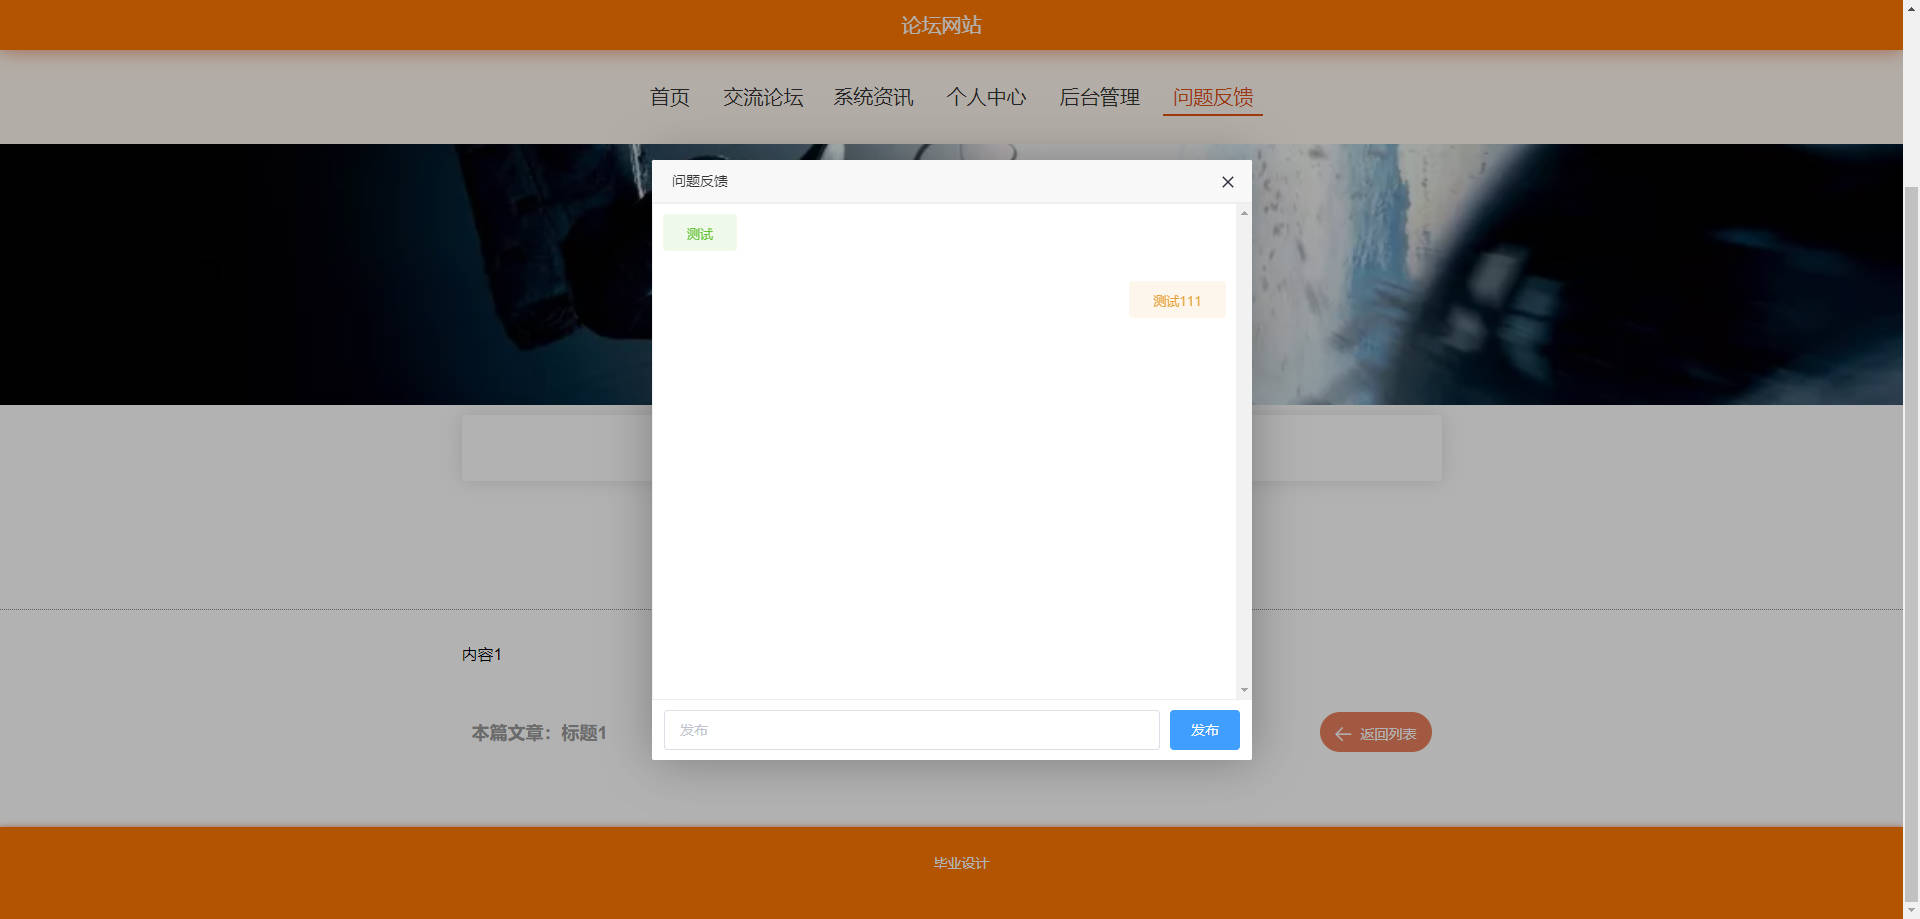 论坛网站
首页 交流论坛 系统资讯 个人中心 后台管理 问题反馈
问题反馈
测试
测试111
内容1
本篇文章：标题1
返回列表
发布
发布
毕业设计